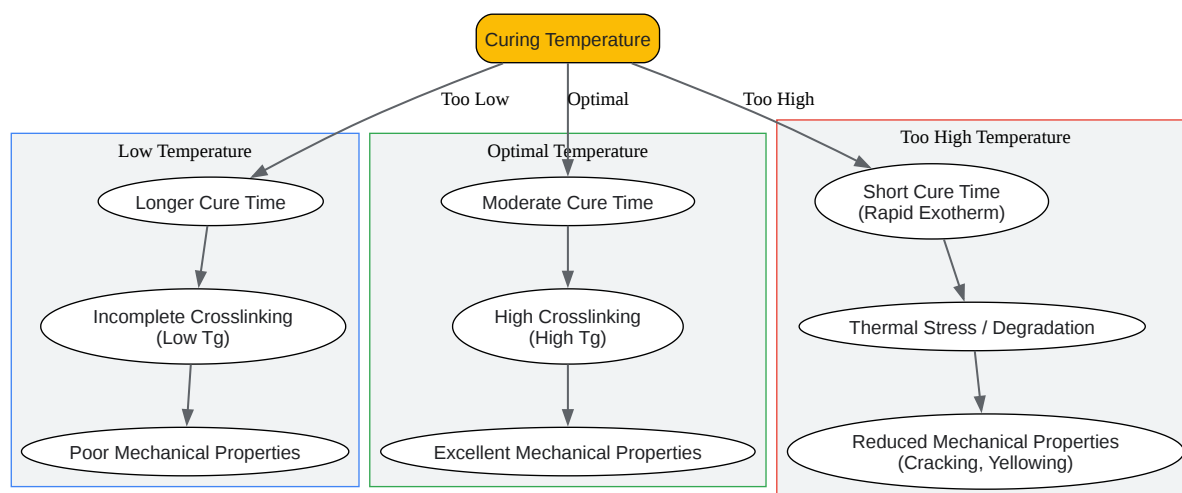 Curing Temperature
Too Low
Optimal
Too High
Low Temperature
Longer Cure Time
Incomplete Crosslinking
(Low Tg)
Poor Mechanical Properties
Optimal Temperature
Moderate Cure Time
High Crosslinking
(High Tg)
Excellent Mechanical Properties
Too High Temperature
Short Cure Time
(Rapid Exotherm)
Thermal Stress / Degradation
Reduced Mechanical Properties
(Cracking, Yellowing)